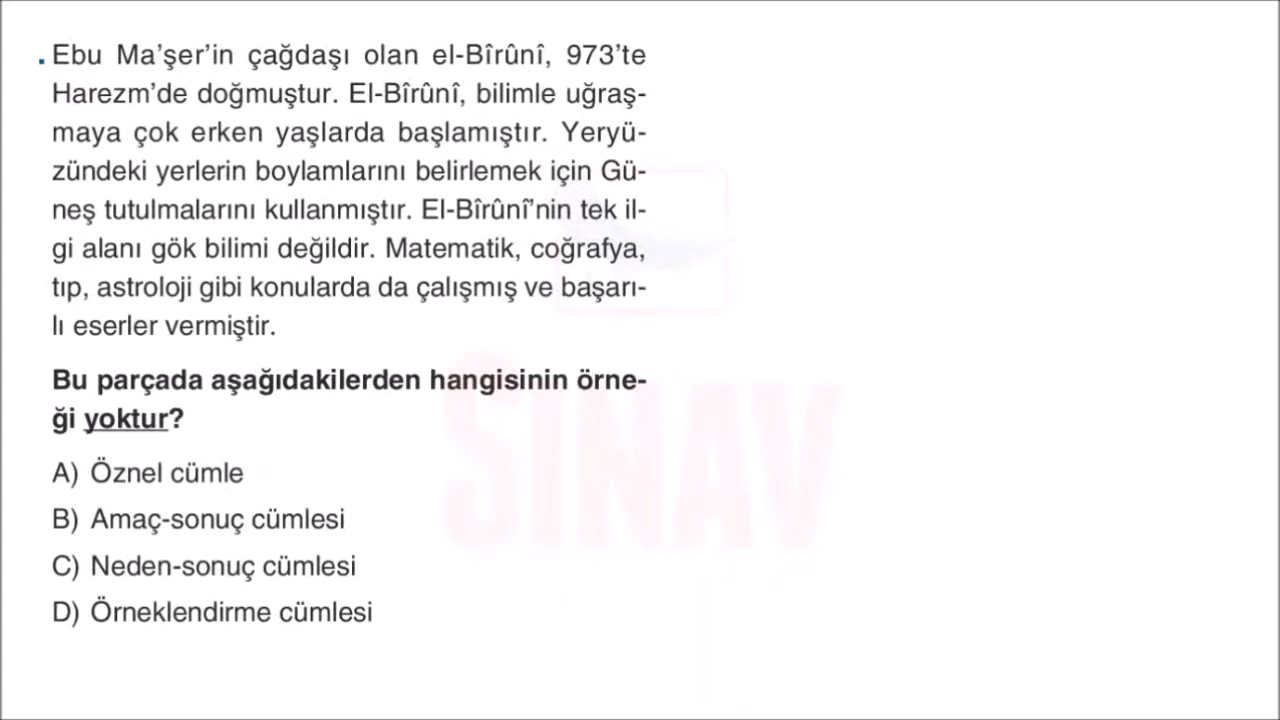 . Ebu Ma’şer’in çağdaşı olan el-Bîrûnî, 973’te
Harezm’de doğmuştur. El-Bîrûnî, bilimle uğraş-
maya çok erken yaşlarda başlamıştır. Yeryü-
zündeki yerlerin boylamlarını belirlemek için Gü-
neş tutulmalarını kullanmıştır. El-Bîrûnî’nin tek il-
gi alanı gök bilimi değildir. Matematik, coğrafya,
tıp, astroloji gibi konularda da çalışmış ve başarı-
lı eserler vermiştir.
Bu parçada aşağıdakilerden hangisinin örne-
ği yoktur?
A) Öznel cümle
B) Amaç-sonuç cümlesi
C) Neden-sonuç cümlesi
D) Örneklendirme cümlesi
SINAV